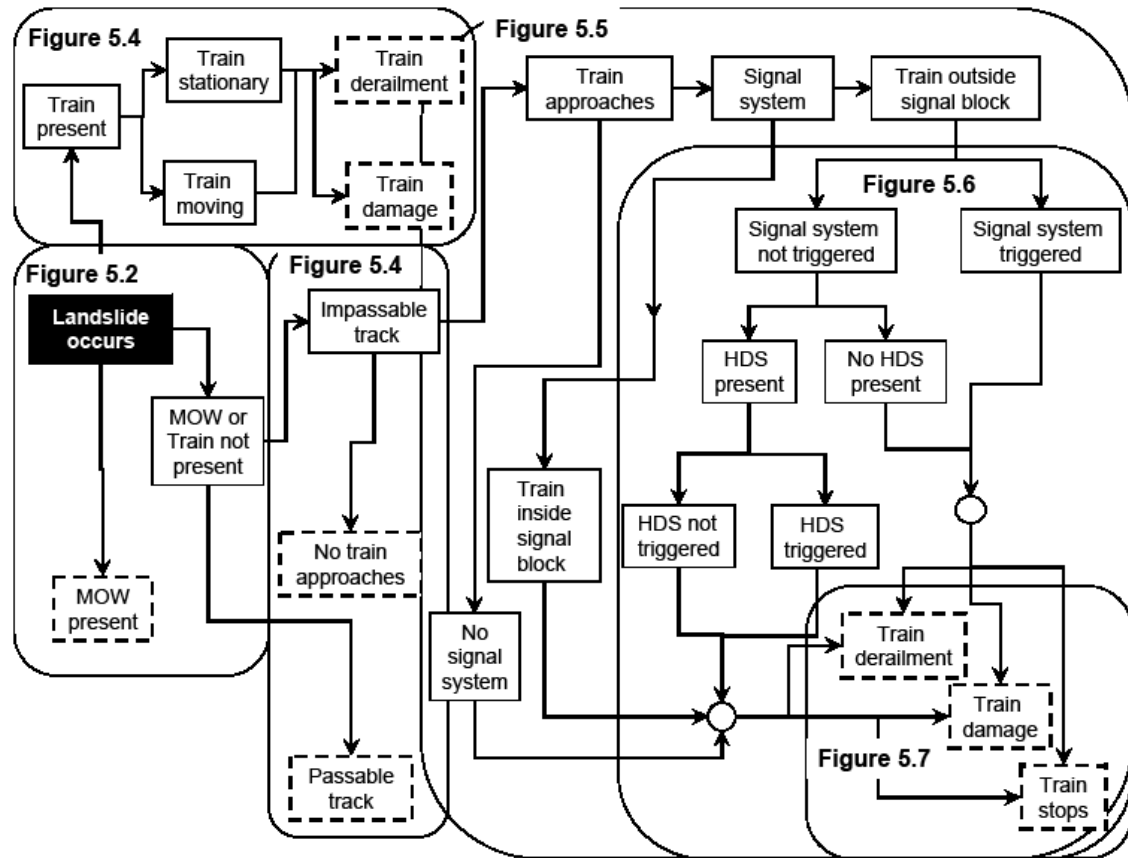 Figure 5.4
Train
present
Train
stationary
Train
moving
Train
derailment
Train
damage
Figure 5.5
Train
approaches
Signal
system
Train outside
signal block
Figure 5.6
Signal system
not triggered
Signal system
triggered
HDS
present
No HDS
present
HDS not
triggered
HDS
triggered
Figure 5.2
Landslide
occurs
MOW or
Train not
present
MOW
present
Figure 5.4
Impassable
track
No train
approaches
Passable
track
Train
inside
signal
block
No
signal
system
Train
derailment
Train
damage
Figure 5.7
Train
stops